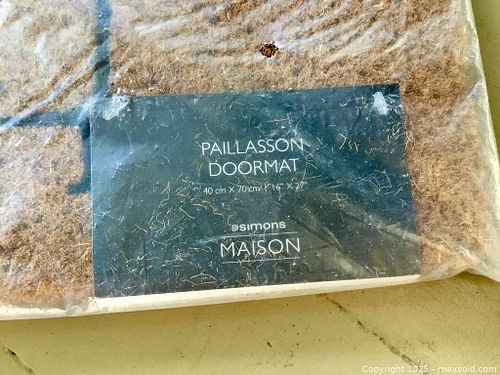 PAILLASSON
DOORMAT
40 cm X 70 cm / 16" X 27"
simons
MAISON
Copyright 2025 - maxsold.com